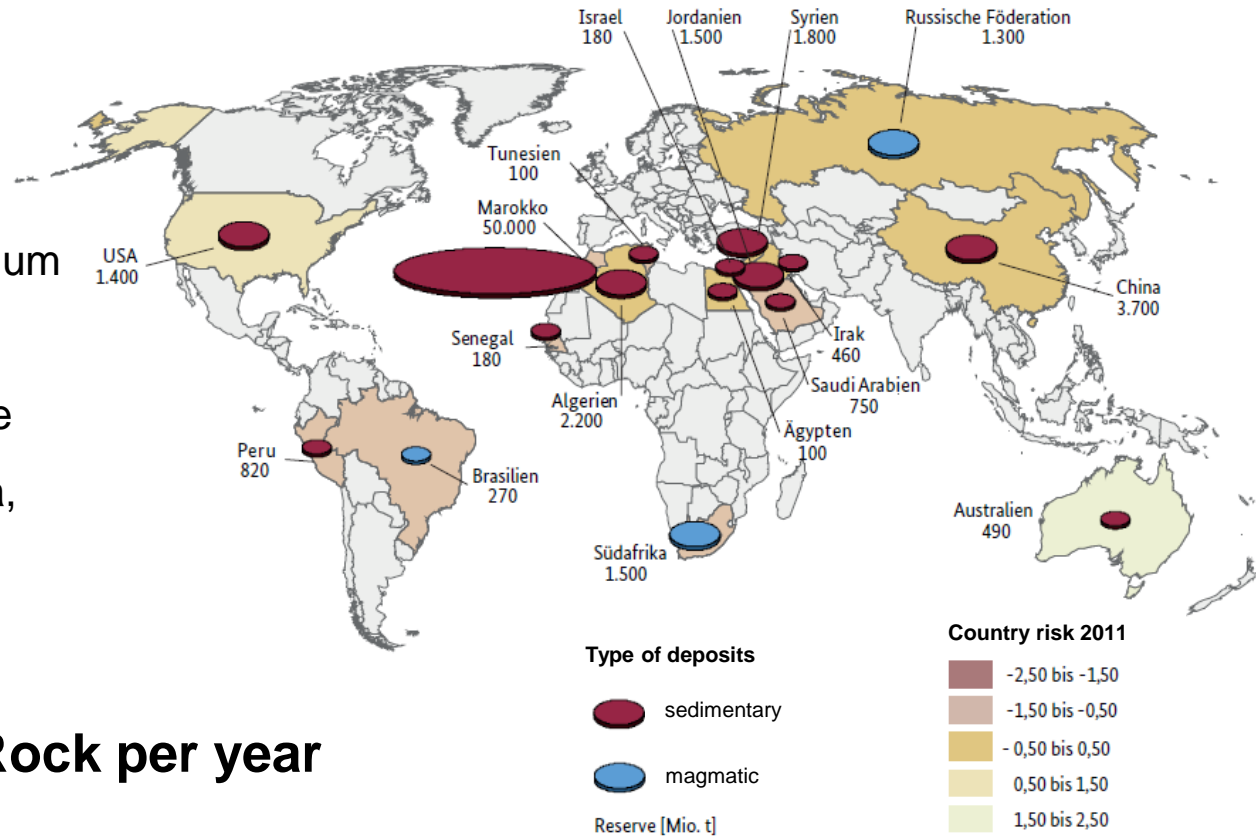 Israel
180
Jordanien
1.500
Syrien
1.800
Russische Föderation
1.300
Tunesien
100
Marokko
50.000
um
USA
1.400
China
3.700
Senegal
180
Irak
460
Saudi Arabien
750
Algerien
2.200
Ägypten
100
e
Peru
820
Brasilien
270
a,
Australien
490
Südafrika
1.500
Type of deposits
sedimentary
magmatic
Reserve [Mio. t]
Country risk 2011
-2,50 bis -1,50
-1,50 bis -0,50
- 0,50 bis 0,50
0,50 bis 1,50
1,50 bis 2,50
Rock per year